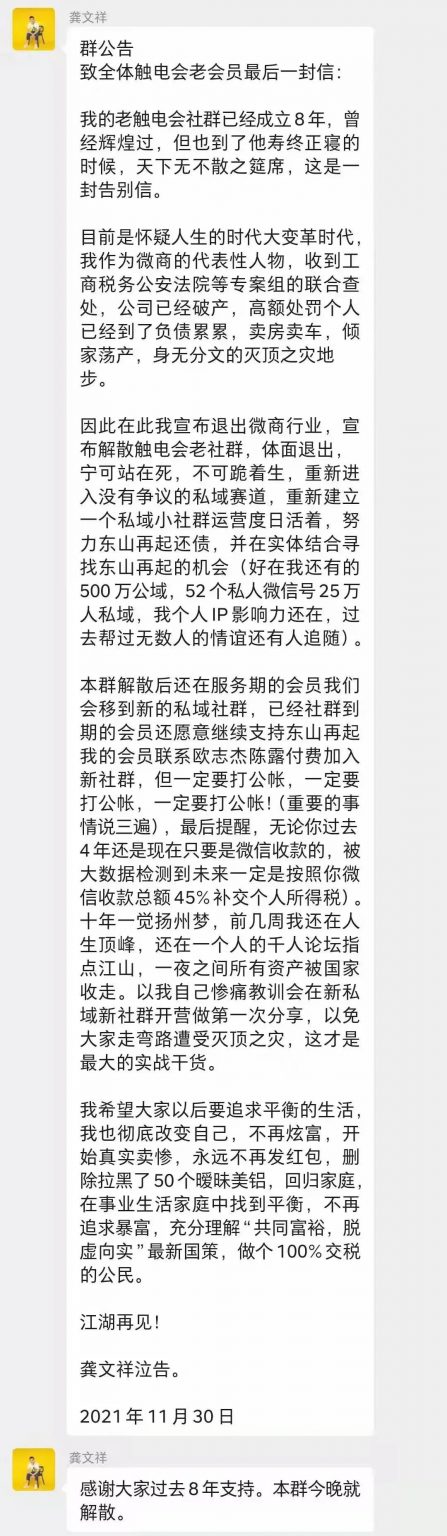 龚文祥
群公告
致全体触电会老会员最后一封信：
我的老触电会社群已经成立8年，曾
经辉煌过，但也到了他寿终正寝的
时候，天下无不散之筵席，这是一
封告别信。
目前是怀疑人生的时代大变革时代，
我作为微商的代表性人物，收到工
商税务公安法院等专案组的联合查
处，公司已经破产，高额处罚个人
已经到了负债累累，卖房卖车，倾
家荡产，身无分文的灭顶之灾地
步。
因此在此我宣布退出微商行业，宣
布解散触电会老社群，体面退出，
宁可站在死，不可跪着生，重新进
入没有争议的私域赛道，重新建立
一个私域小社群运营度日活着，努
力东山再起还债，并在实体结合寻
找东山再起的机会（好在我还有的
500万公域，52个私人微信号25万
人私域，我个人IP影响力还在，过
去帮过无数人的情谊还有人追随）。
本群解散后还在服务期的会员我们
会移到新的私域社群，已经社群到
期的会员还愿意继续支持东山再起
我的会员联系欧志杰陈露付费加入
新社群，但一定要打公帐，一定要
打公帐，一定要打公帐！（重要的事
情说三遍），最后提醒，无论你过去
4年还是现在只要是微信收款的，被
大数据检测到未来一定是按照你微
信收款总额45%补交个人所得税）。
十年一觉扬州梦，前几周我还在人
生顶峰，还在一个人的千人论坛指
点江山，一夜之间所有资产被国家
收走。以我自己惨痛教训会在新私
域新社群开营做第一次分享，以免
大家走弯路遭受灭顶之灾，这才是
最大的实战干货。
我希望大家以后要追求平衡的生活，
我也彻底改变自己，不再炫富，开
始真实卖惨，永远不再发红包，删
除拉黑了50个暧昧美铝，回归家庭，
在事业生活家庭中找到平衡，不再
追求暴富，充分理解“共同富裕，脱
虚向实”最新国策，做个100%交税
的公民。
江湖再见！
龚文祥泣告。
2021年11月30日
龚文祥
感谢大家过去8年支持。本群今晚就
解散。